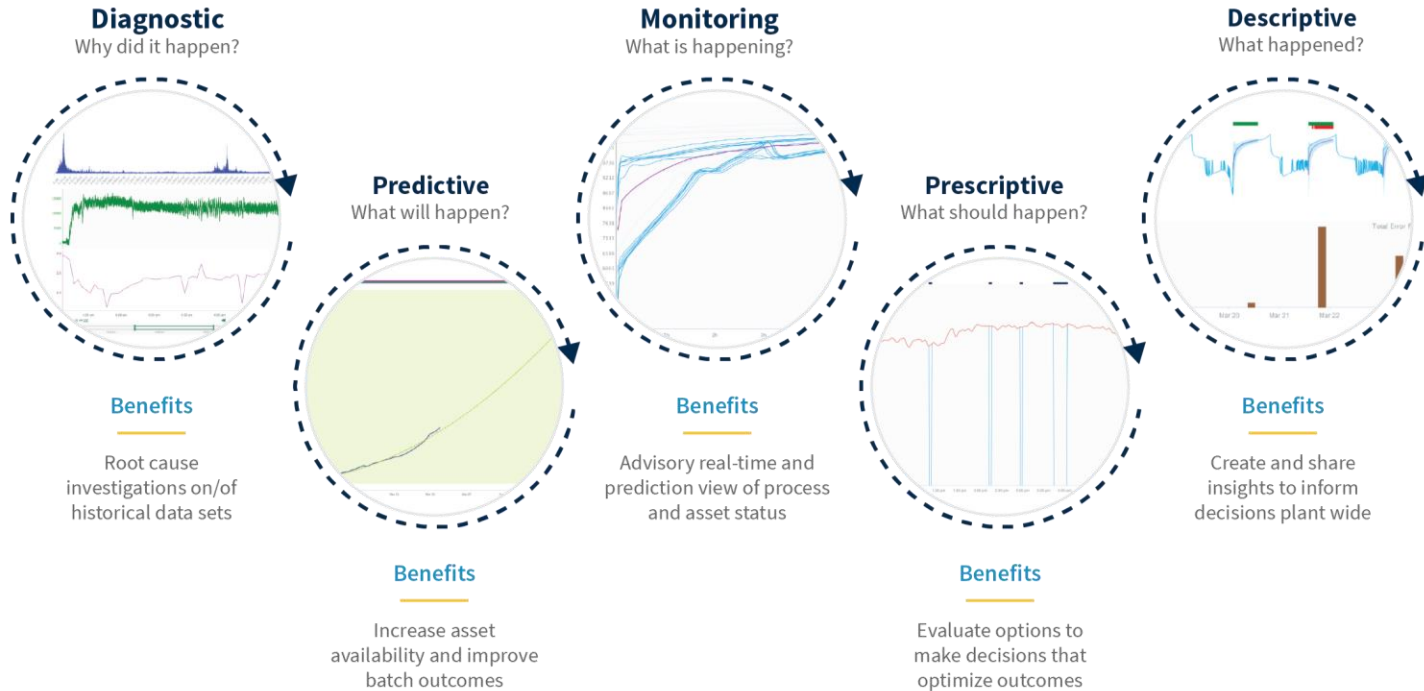 Diagnostic
Why did it happen?
Benefits
Root cause
investigations on/of
historical data sets
Predictive
What will happen?
Benefits
Increase asset
availability and improve
batch outcomes
Monitoring
What is happening?
Benefits
Advisory real-time and
prediction view of process
and asset status
Prescriptive
What should happen?
Benefits
Evaluate options to
make decisions that
optimize outcomes
Descriptive
What happened?
Total Error
Mar 20
Mar 21
Mar 22
Benefits
Create and share
insights to inform
decisions plant wide